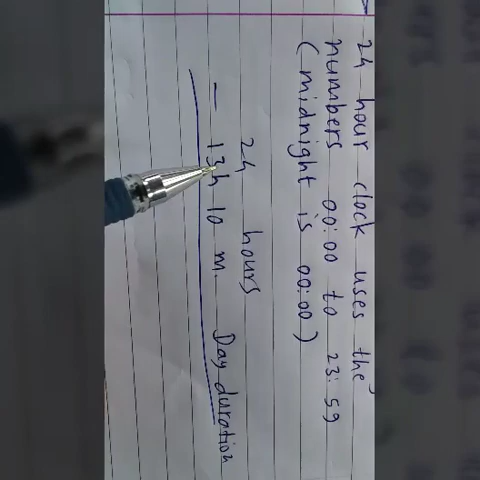 24 hour clock uses the
numbers 00:00 to 23:59
(midnight is 00:00)
24 hours
- 13h 10 m. Day duration